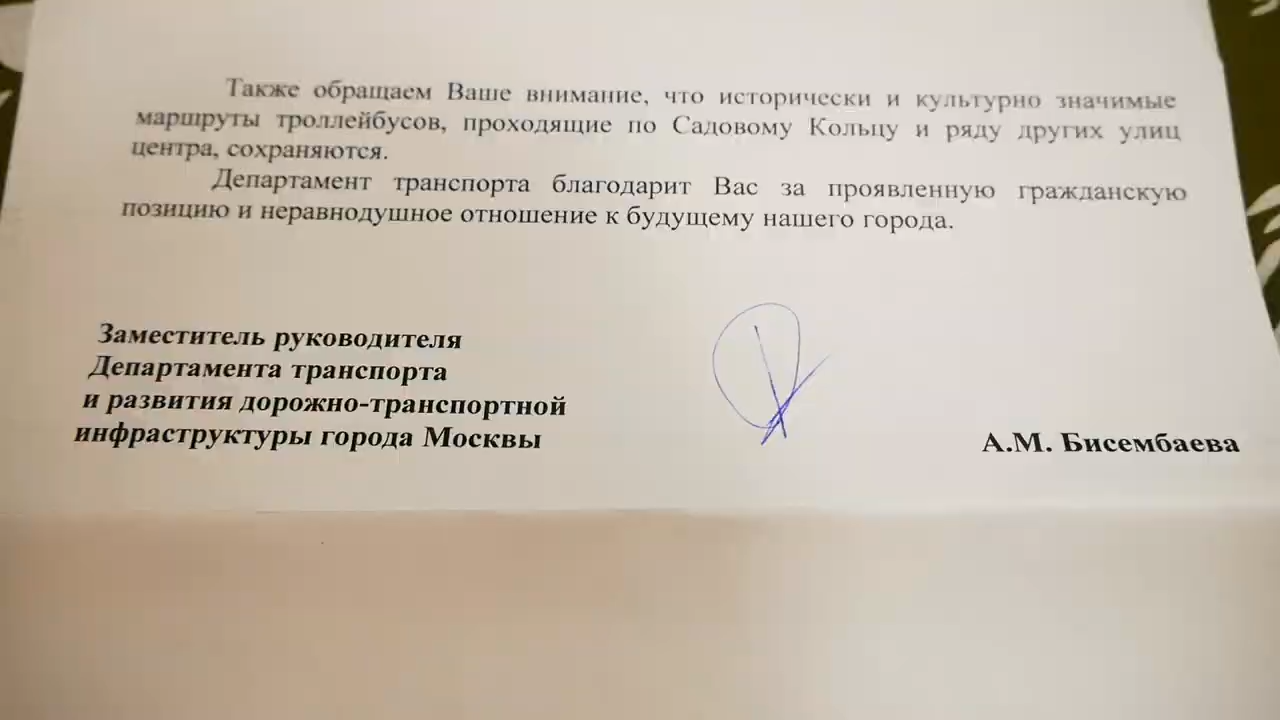 Также обращаем Ваше внимание, что исторически и культурно значимые
маршруты троллейбусов, проходящие по Садовому Кольцу и ряду других улиц
центра, сохраняются.
Департамент транспорта благодарит Вас за проявленную гражданскую
позицию и неравнодушное отношение к будущему нашего города.
Заместитель руководителя
Департамента транспорта
и развития дорожно-транспортной
инфраструктуры города Москвы
А.М. Бисембаева